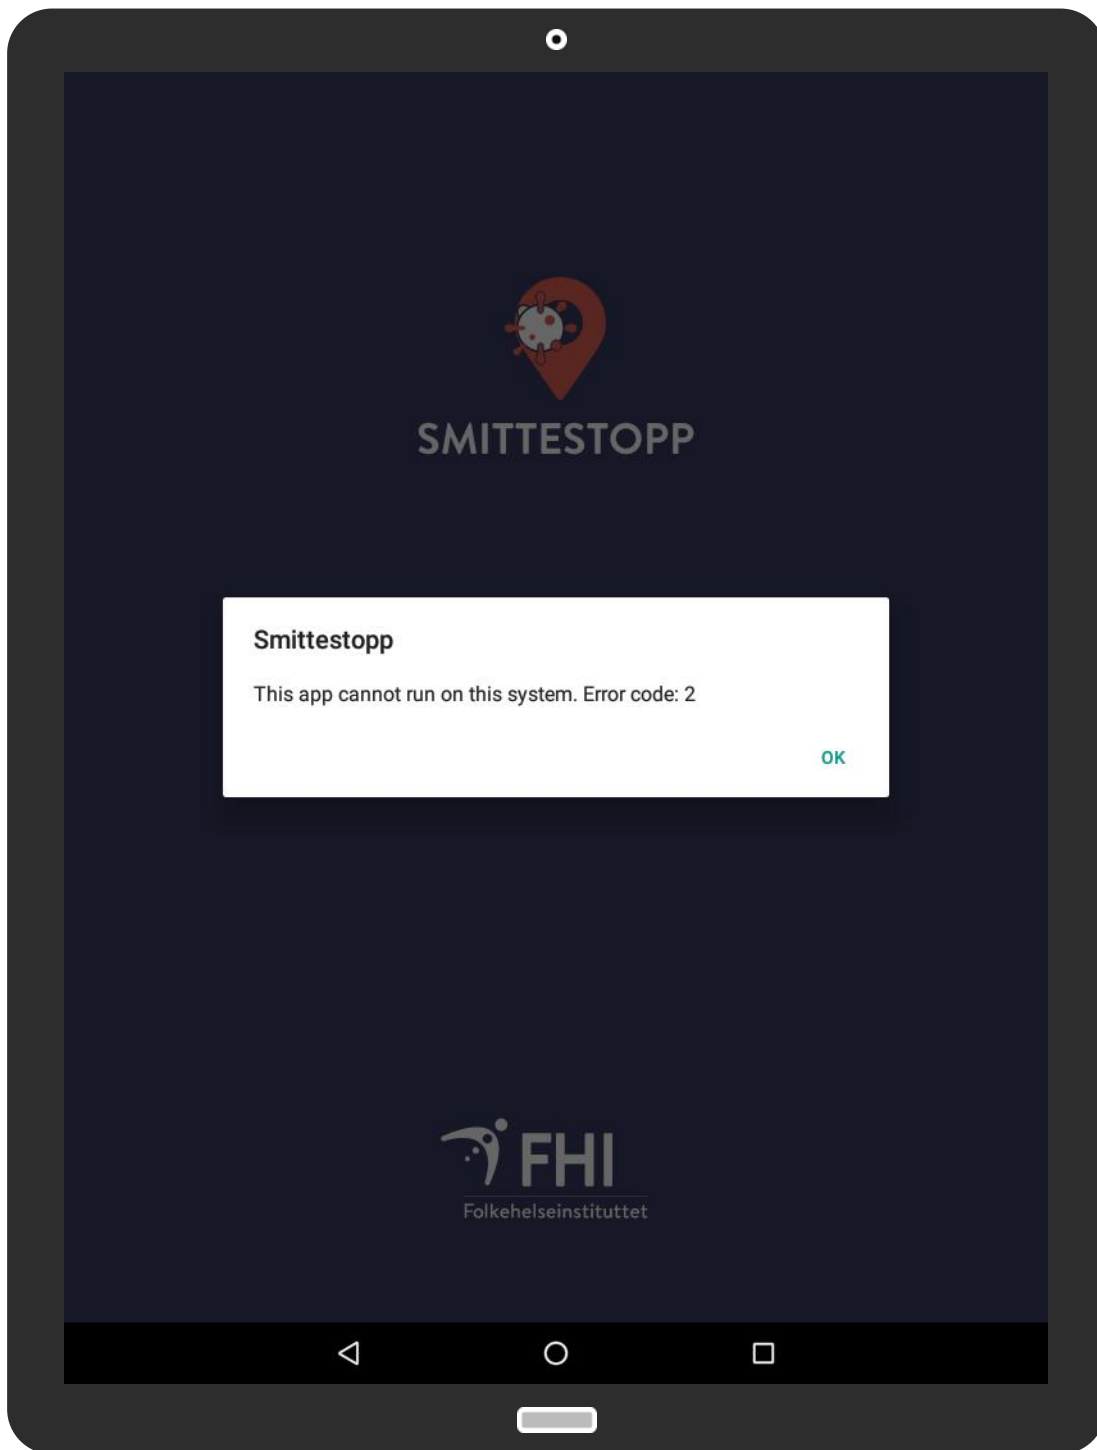 SMITTESTOPP
Smittestopp
This app cannot run on this system. Error code: 2
OK
FHI
Folkehelseinstituttet